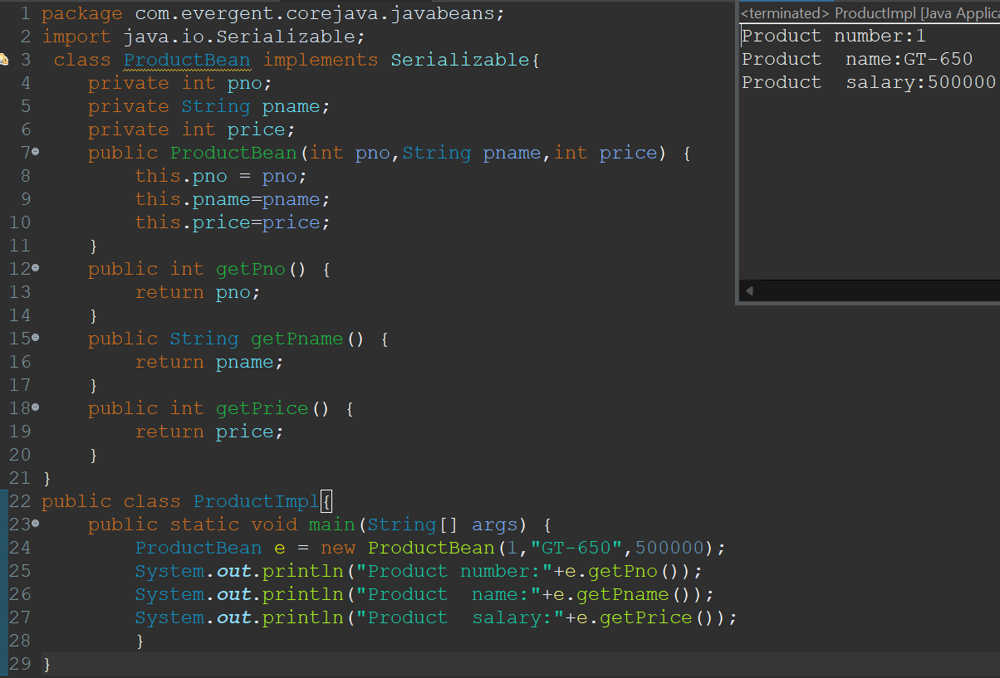 1 package com.evergent.corejava.javabeans;
2 import java.io.Serializable;
3 class ProductBean implements Serializable{
4 private int pno;
5 private String pname;
6 private int price;
7 public ProductBean(int pno,String pname,int price) {
8 this.pno = pno;
9 this.pname=pname;
10 this.price=price;
11 }
12 public int getPno() {
13 return pno;
14 }
15 public String getPname() {
16 return pname;
17 }
18 public int getPrice() {
19 return price;
20 }
21 }
22 public class ProductImpl{
23 public static void main(String[] args) {
24 ProductBean e = new ProductBean(1,"GT-650",500000);
25 System.out.println("Product number:"+e.getPno());
26 System.out.println("Product  name:"+e.getPname());
27 System.out.println("Product  salary:"+e.getPrice());
28 }
29 }
<terminated> ProductImpl [Java Applic
Product number:1
Product  name:GT-650
Product  salary:500000